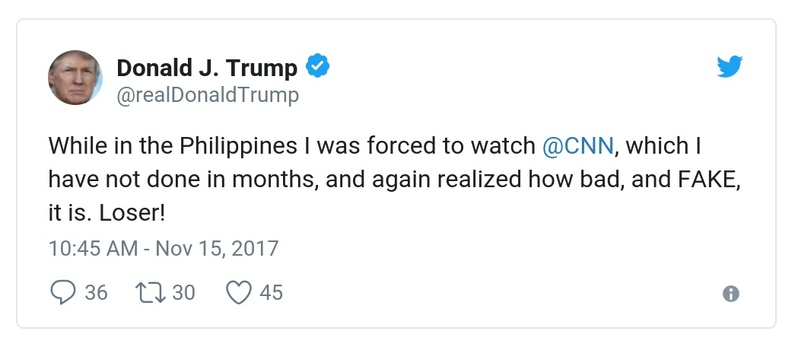 Donald J. Trump
@realDonaldTrump
While in the Philippines I was forced to watch @CNN, which I
have not done in months, and again realized how bad, and FAKE,
it is. Loser!
10:45 AM - Nov 15, 2017
36 30 45